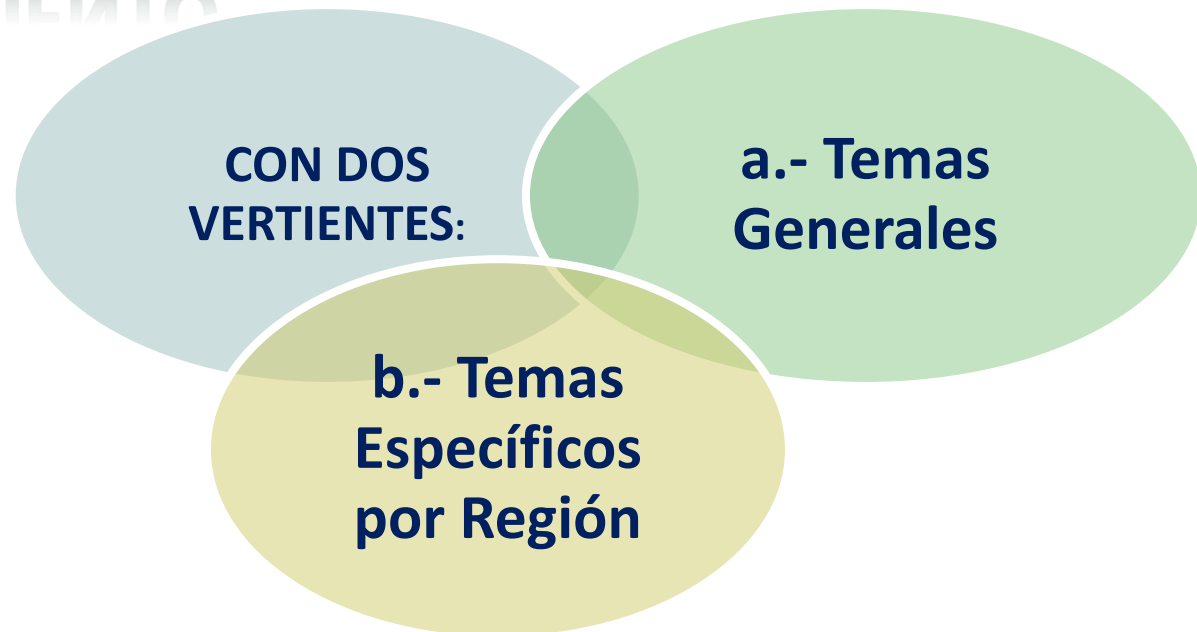 CON DOS
VERTIENTES:
a.- Temas
Generales
b.- Temas
Específicos
por Región